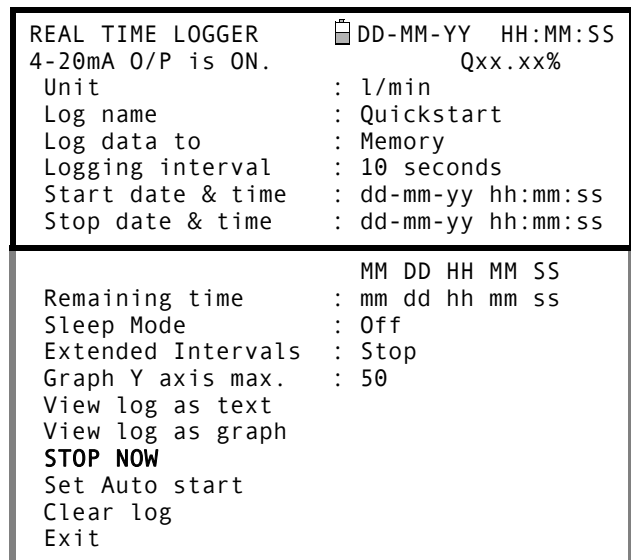 REAL TIME LOGGER DD-MM-YY HH:MM:SS
4-20mA O/P is ON. Qxx.xx%
Unit : l/min
Log name : Quickstart
Log data to : Memory
Logging interval : 10 seconds
Start date & time : dd-mm-yy hh:mm:ss
Stop date & time : dd-mm-yy hh:mm:ss
MM DD HH MM SS
Remaining time : mm dd hh mm ss
Sleep Mode : Off
Extended Intervals : Stop
Graph Y axis max. : 50
View log as text
View log as graph
STOP NOW
Set Auto start
Clear log
Exit